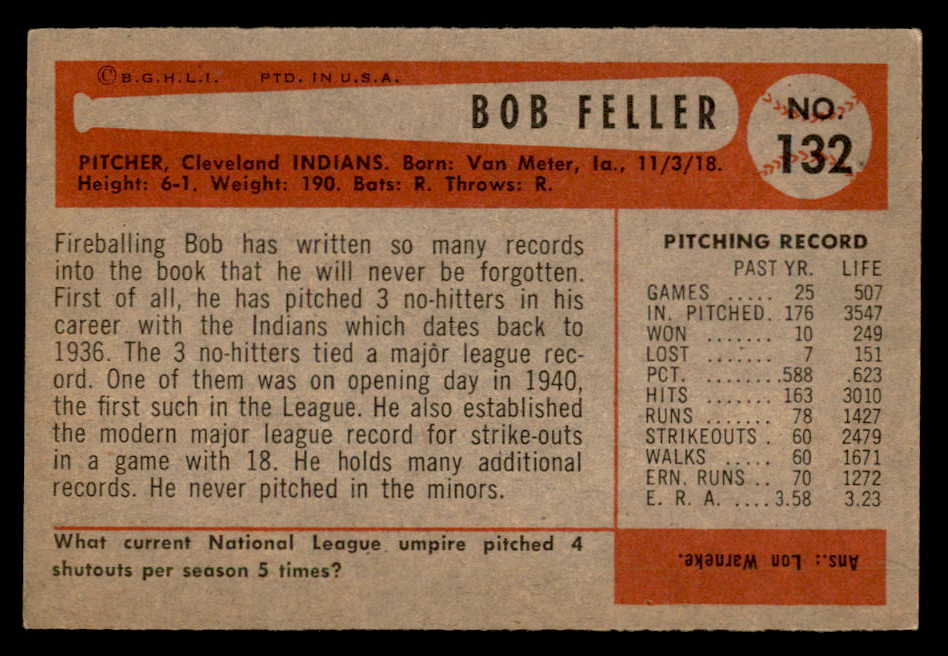 © B.G.H.L.I. PTD. IN U.S.A.
BOB FELLER
NO.
132
PITCHER, Cleveland INDIANS. Born: Van Meter, Ia., 11/3/18.
Height: 6-1. Weight: 190. Bats: R. Throws: R.
Fireballing Bob has written so many records
into the book that he will never be forgotten.
First of all, he has pitched 3 no-hitters in his
career with the Indians which dates back to
1936. The 3 no-hitters tied a major league rec-
ord. One of them was on opening day in 1940,
the first such in the League. He also established
the modern major league record for strike-outs
in a game with 18. He holds many additional
records. He never pitched in the minors.
What current National League umpire pitched 4
shutouts per season 5 times?
PITCHING RECORD
PAST YR. LIFE
GAMES ..... 25 507
IN. PITCHED. 176 3547
WON ....... 10 249
LOST ....... 7 151
PCT. ........588 .623
HITS ....... 163 3010
RUNS ....... 78 1427
STRIKEOUTS . 60 2479
WALKS ..... 60 1671
ERN. RUNS .. 70 1272
E. R. A. ....3.58 3.23
Ans.: Lon Warneke.